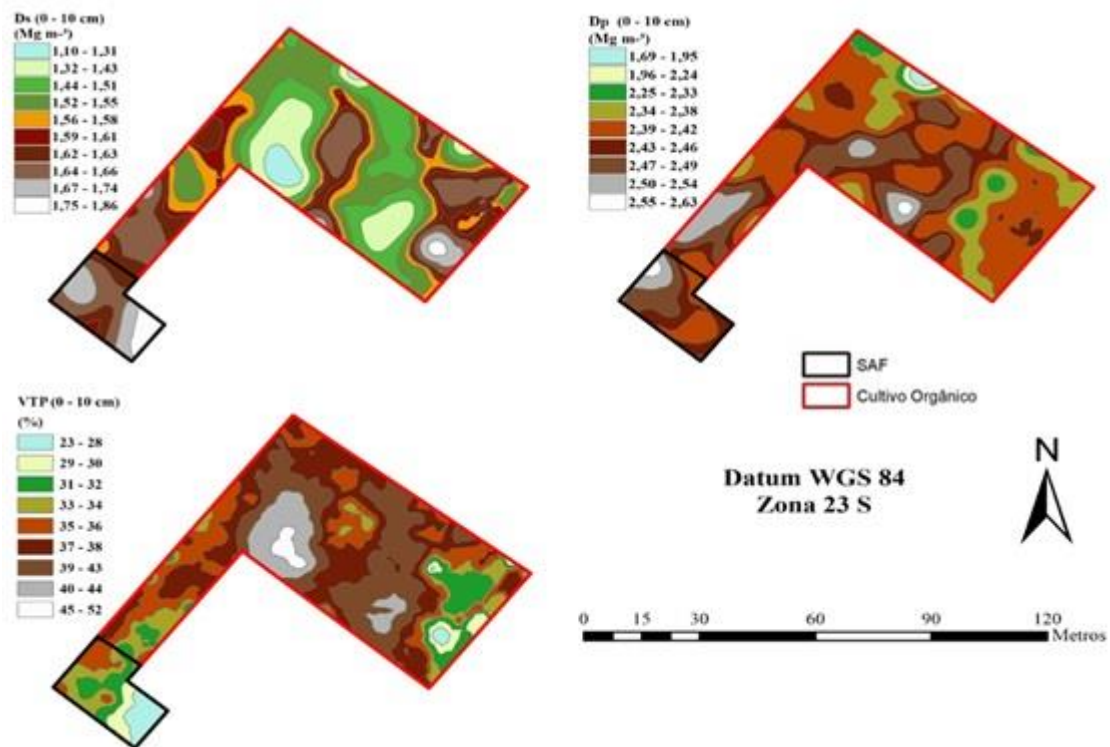 Ds (0 - 10 cm)
(Mg m-³)
1,10 - 1,31
1,32 - 1,43
1,44 - 1,51
1,52 - 1,55
1,56 - 1,58
1,59 - 1,61
1,62 - 1,63
1,64 - 1,66
1,67 - 1,74
1,75 - 1,86
Dp (0 - 10 cm)
(Mg m-³)
1,69 - 1,95
1,96 - 2,24
2,25 - 2,33
2,34 - 2,38
2,39 - 2,42
2,43 - 2,46
2,47 - 2,49
2,50 - 2,54
2,55 - 2,63
SAF
Cultivo Orgânico
VTP (0 - 10 cm)
(%)
23 - 28
29 - 30
31 - 32
33 - 34
35 - 36
37 - 38
39 - 43
40 - 44
45 - 52
Datum WGS 84
Zona 23 S
N
0 15 30 60 90 120
Metros